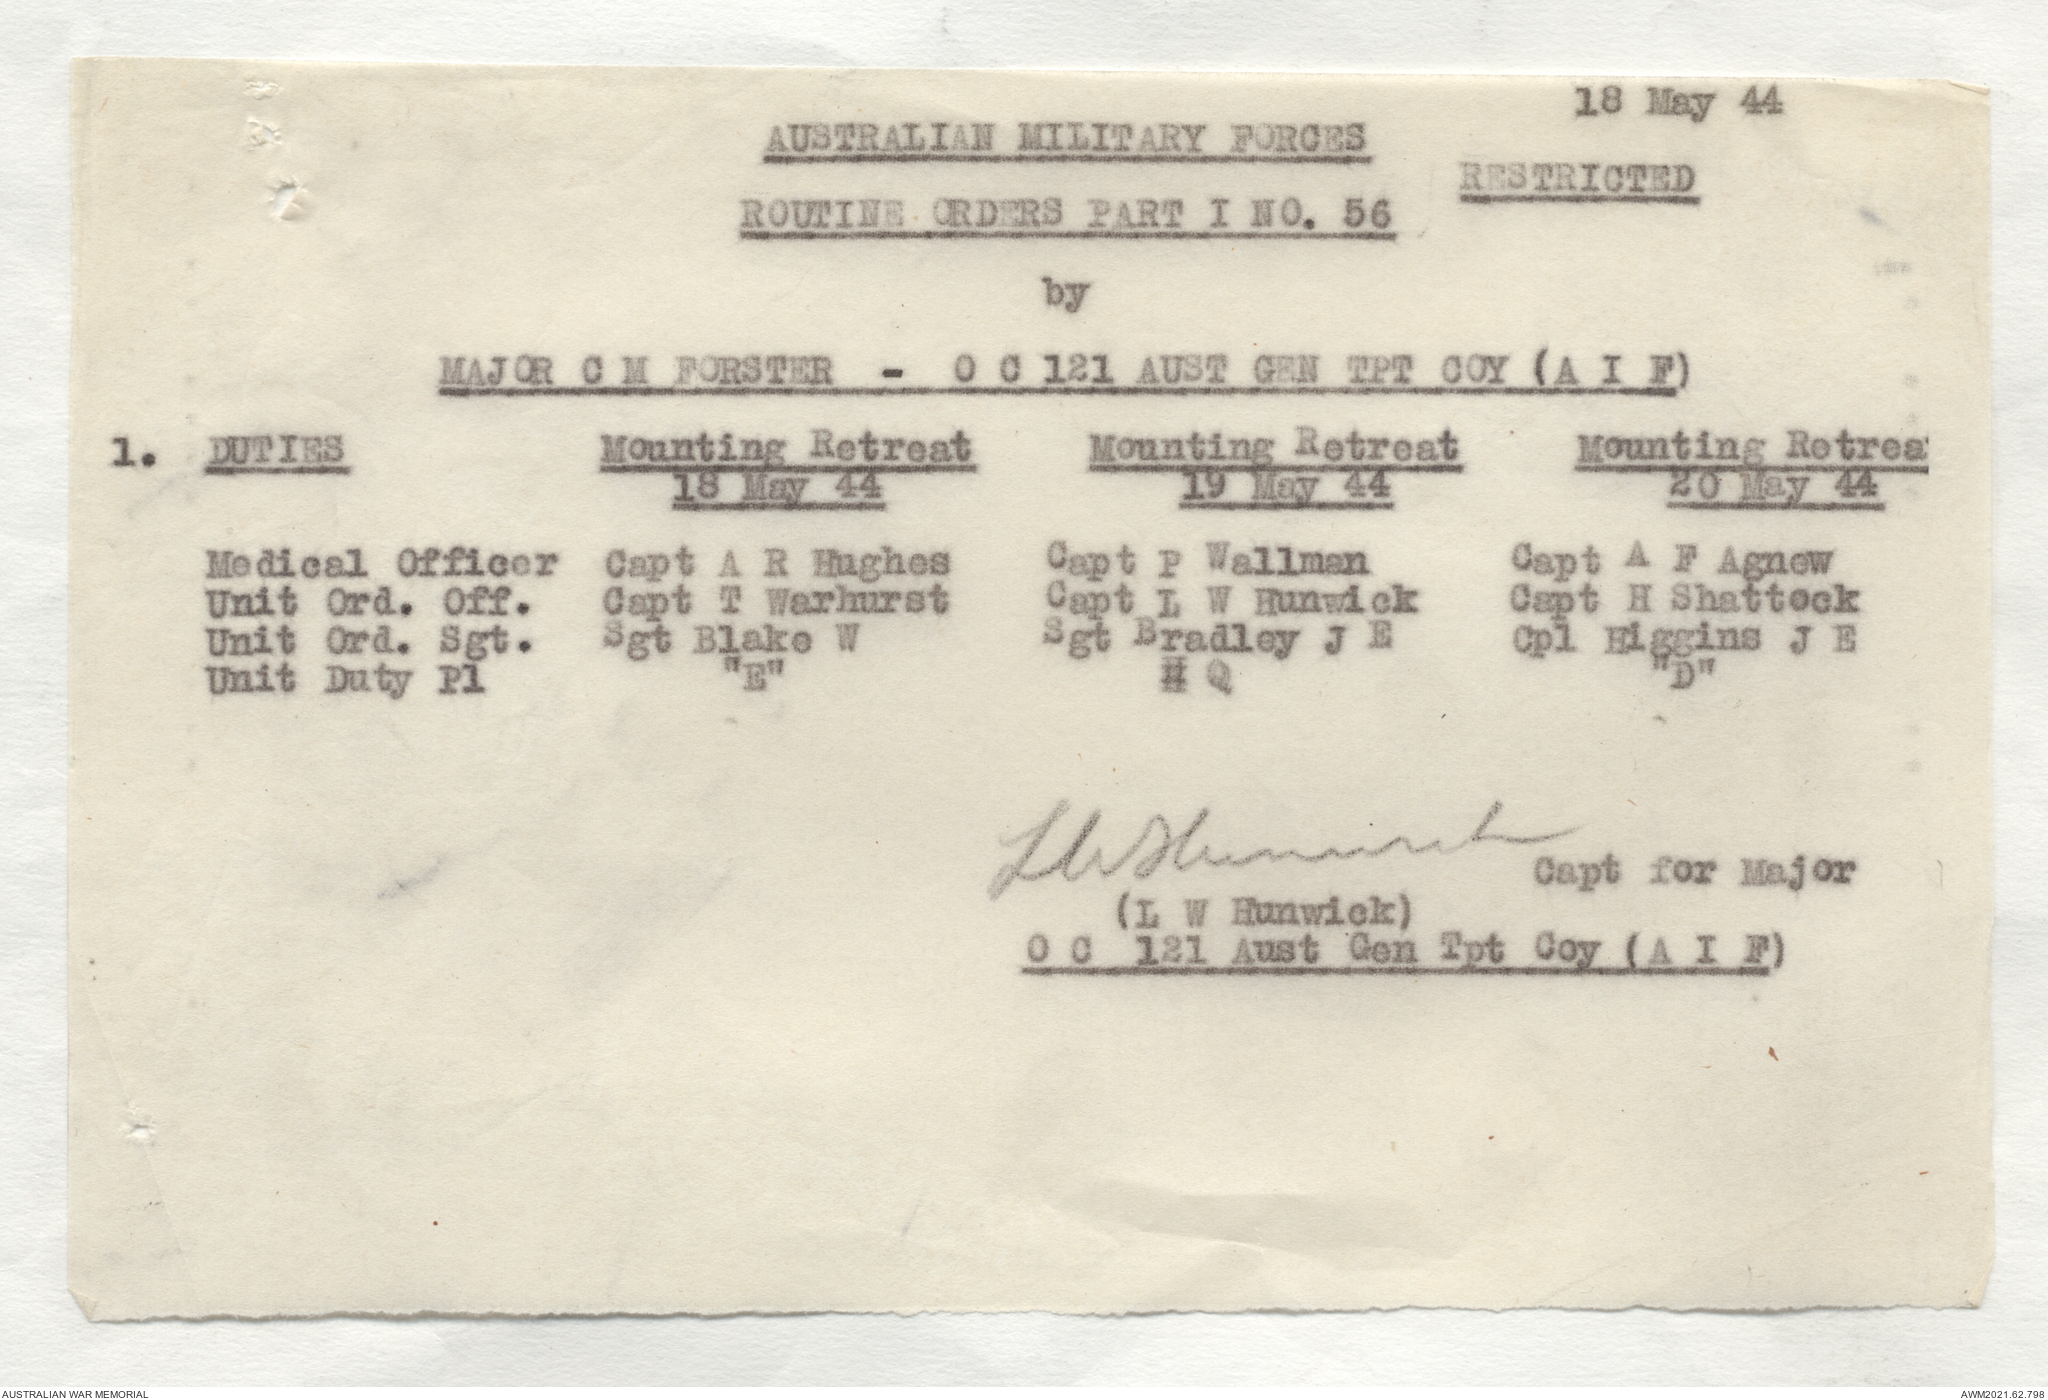 18 May 44
AUSTRALIAN MILITARY FORCES
RESTRICTED
ROUTINE ORDERS PART I NO. 56
by
MAJOR C M FORSTER - O C 121 AUST GEN TPT COY (A I F)
1. DUTIES Mounting Retreat Mounting Retreat Mounting Retreat
18 May 44 19 May 44 20 May 44
Medical Officer Capt A R Hughes Capt P Wallman Capt A F Agnew
Unit Ord. Off. Capt T Warhurst Capt L W Hunwick Capt H Shattock
Unit Ord. Sgt. Sgt Blake W Sgt Bradley J E Cpl Higgins J E
Unit Duty Pl "E" H Q "D"
L W Hunwick Capt for Major
(L W Hunwick)
O C 121 Aust Gen Tpt Coy (A I F)
AUSTRALIAN WAR MEMORIAL AWM2021.62.798